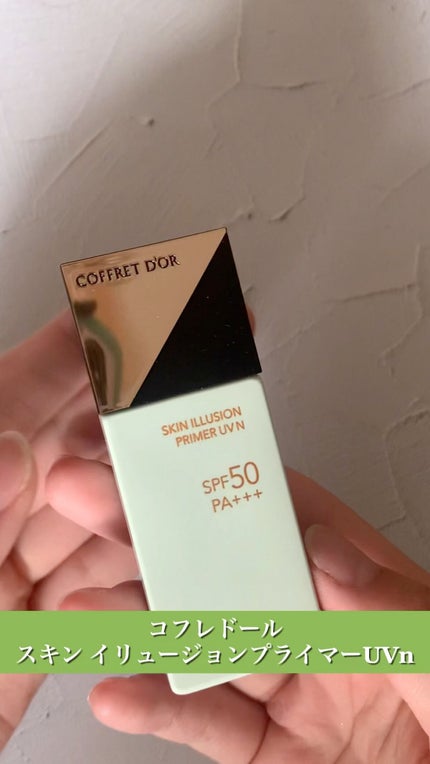 COFFRET D'OR
SKIN ILLUSION
PRIMER UV N
SPF50
PA+++
コフレドール
スキン イリュージョンプライマーUVn